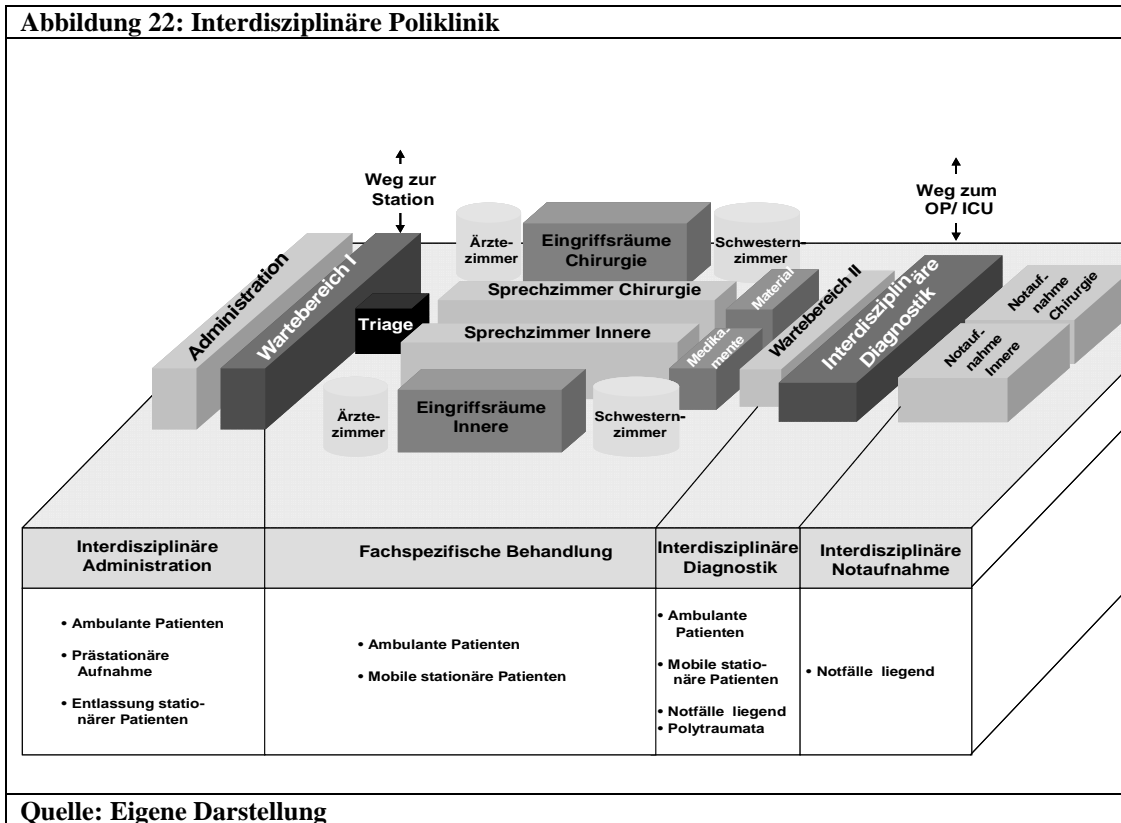 Abbildung 22: Interdisziplinäre Poliklinik
Weg zur
Station
Weg zum
OP/ ICU
Administration
Wartebereich I
Triage
Ärzte-
zimmer
Eingriffsräume
Chirurgie
Schwestern-
zimmer
Sprechzimmer Chirurgie
Sprechzimmer Innere
Ärzte-
zimmer
Eingriffsräume
Innere
Schwestern-
zimmer
Material
Medika-
mente
Wartebereich II
Interdisziplinäre
Diagnostik
Notauf-
nahme
Chirurgie
Notauf-
nahme
Innere
Interdisziplinäre
Administration
Fachspezifische Behandlung
Interdisziplinäre
Diagnostik
Interdisziplinäre
Notaufnahme
• Ambulante Patienten
• Prästationäre
Aufnahme
• Entlassung statio-
närer Patienten
• Ambulante Patienten
• Mobile stationäre Patienten
• Ambulante
Patienten
• Mobile statio-
näre Patienten
• Notfälle liegend
• Polytraumata
• Notfälle liegend
Quelle: Eigene Darstellung